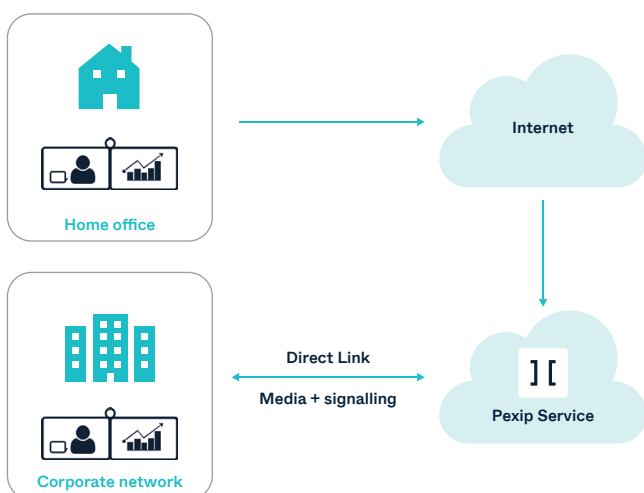 Internet
Home office
Direct Link
Media + signalling
Pexip Service
Corporate network